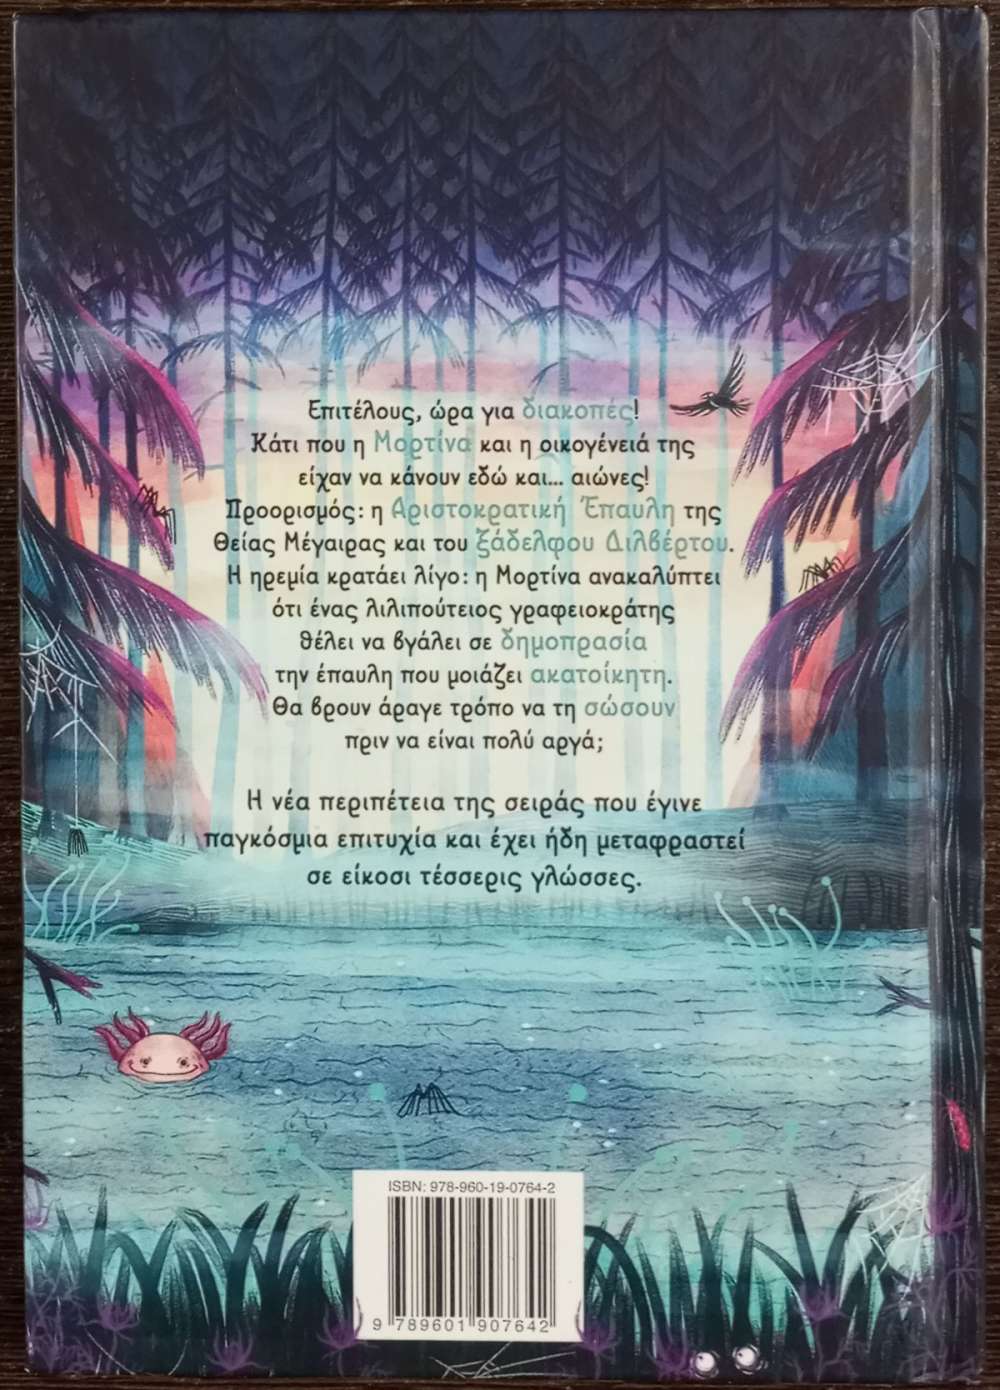 Επιτέλους, ώρα για διακοπές!
Κάτι που η Μορτίνα και η οικογένειά της
είχαν να κάνουν εδώ και... αιώνες!
Προορισμός: η Αριστοκρατική Έπαυλη της
Θείας Μέγαιρας και του ξάδελφου Διλβέρτου.
Η ηρεμία κρατάει λίγο: η Μορτίνα ανακαλύπτει
ότι ένας λιλιπούτειος γραφειοκράτης
θέλει να βγάλει σε δημοπρασία
την έπαυλη που μοιάζει ακατοίκητη.
Θα βρουν άραγε τρόπο να τη σώσουν
πριν να είναι πολύ αργά;
Η νέα περιπέτεια της σειράς που έγινε
παγκόσμια επιτυχία και έχει ήδη μεταφραστεί
σε είκοσι τέσσερις γλώσσες.
ISBN: 978-960-19-0764-2
9 789601 907642